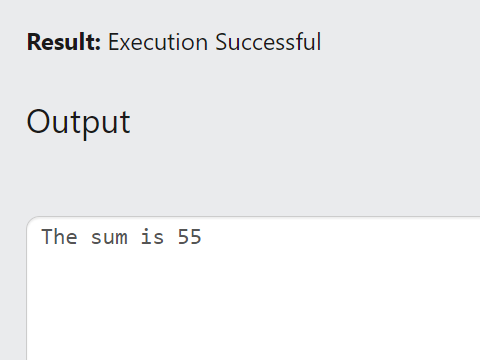 Result: Execution Successful
Output
The sum is 55